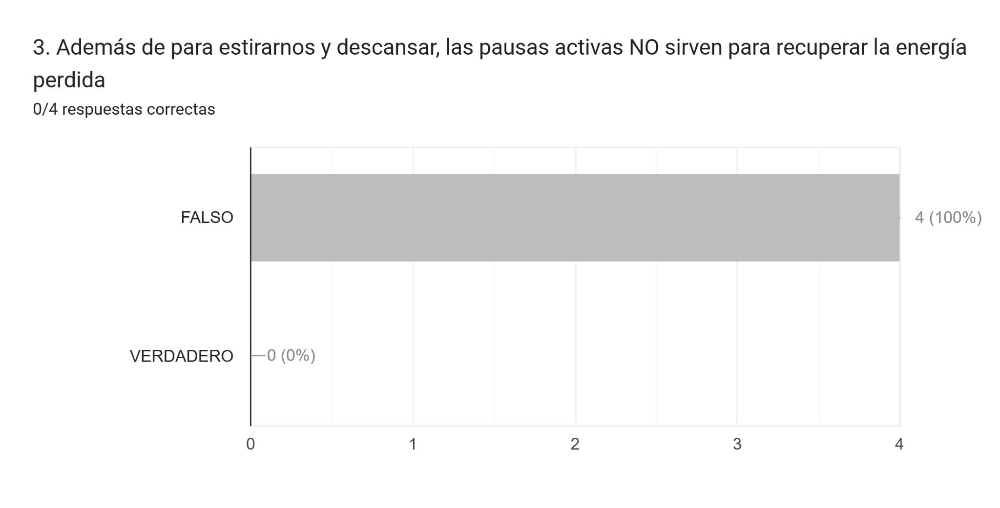 3. Además de para estirarnos y descansar, las pausas activas NO sirven para recuperar la energía
perdida
0/4 respuestas correctas
FALSO
4 (100%)
VERDADERO
0 (0%)
0
1
2
3
4